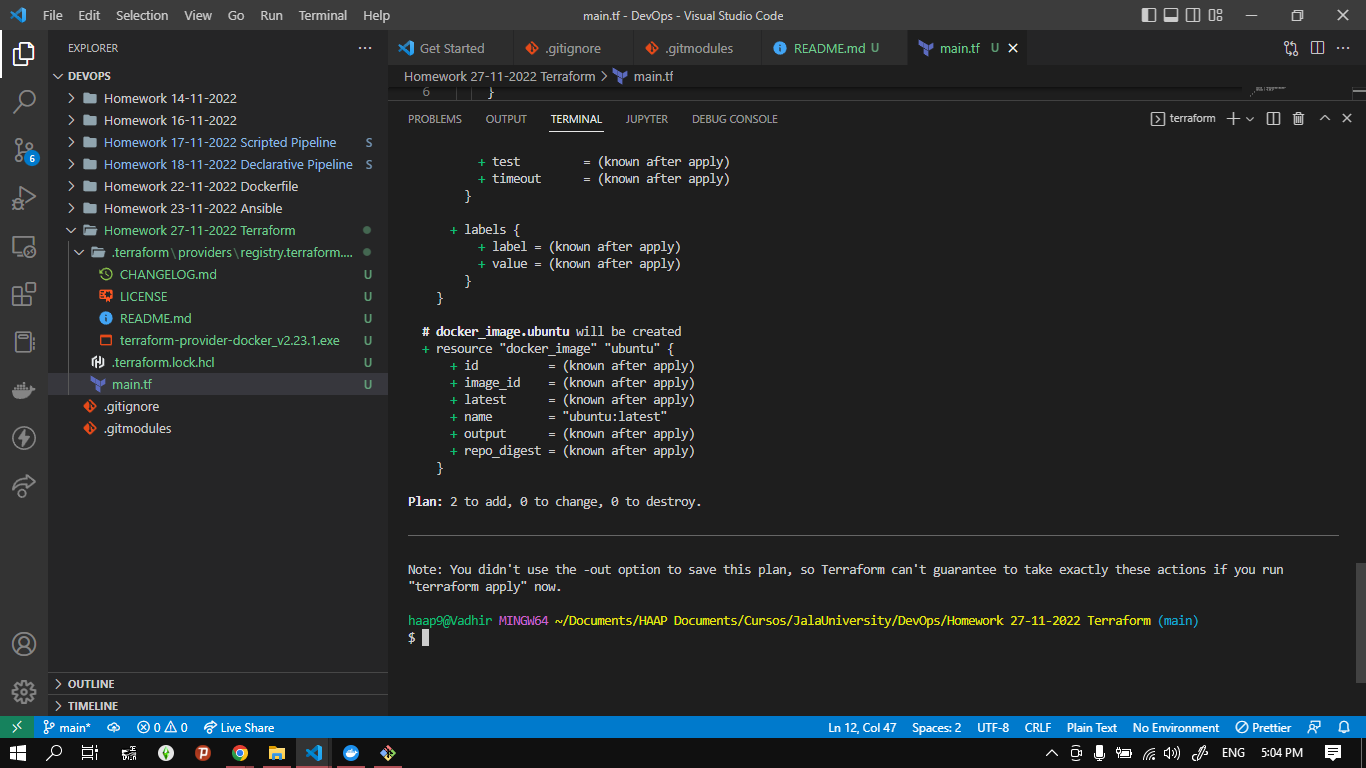 File Edit Selection View Go Run Terminal Help
main.tf - DevOps - Visual Studio Code
EXPLORER
DEVOPS
Homework 14-11-2022
Homework 16-11-2022
Homework 17-11-2022 Scripted Pipeline S
Homework 18-11-2022 Declarative Pipeline S
Homework 22-11-2022 Dockerfile
Homework 23-11-2022 Ansible
Homework 27-11-2022 Terraform
.terraform\providers\registry.terraform....
CHANGELOG.md U
LICENSE U
README.md U
terraform-provider-docker_v2.23.1.exe U
.terraform.lock.hcl U
main.tf U
.gitignore
.gitmodules
OUTLINE
TIMELINE
6
Get Started .gitignore .gitmodules README.md U main.tf U
Homework 27-11-2022 Terraform > main.tf
6 }
PROBLEMS OUTPUT TERMINAL JUPYTER DEBUG CONSOLE
terraform
+ test = (known after apply)
+ timeout = (known after apply)
}
+ labels {
+ label = (known after apply)
+ value = (known after apply)
}
}
# docker_image.ubuntu will be created
+ resource "docker_image" "ubuntu" {
+ id = (known after apply)
+ image_id = (known after apply)
+ latest = (known after apply)
+ name = "ubuntu:latest"
+ output = (known after apply)
+ repo_digest = (known after apply)
}
Plan: 2 to add, 0 to change, 0 to destroy.
Note: You didn't use the -out option to save this plan, so Terraform can't guarantee to take exactly these actions if you run
"terraform apply" now.
haap9@Vadhir MINGW64 ~/Documents/HAAP Documents/Cursos/JalaUniversity/DevOps/Homework 27-11-2022 Terraform (main)
$
main* 0 0 Live Share
Ln 12, Col 47 Spaces: 2 UTF-8 CRLF Plain Text No Environment Prettier
ENG 5:04 PM